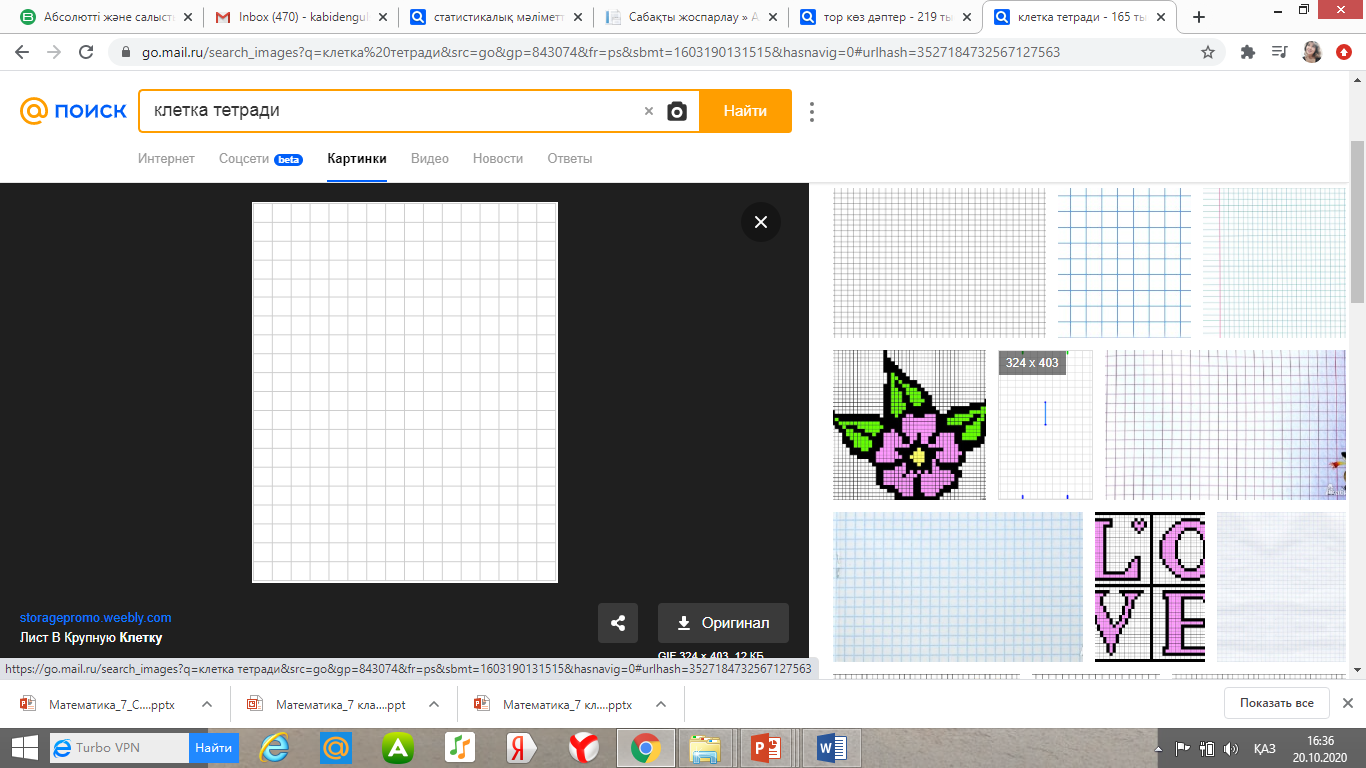 Абсолютті және салысты
Inbox (470) - kabidengul
статистикалық мәлімет
Сабақты жоспарлау » А
тор көз дәптер - 219 ты
клетка тетради - 165 ты
go.mail.ru/search_images?q=клетка%20тетради&src=go&gp=843074&fr=ps&sbmt=1603190131515&hasnavig=0#urlhash=3527184732567127563
ПОИСК
клетка тетради
Найти
Интернет Соцсети beta Картинки Видео Новости Ответы
324 x 403
L'O
VE
storagepromo.weebly.com
Лист В Крупную Клетку
Оригинал
GIF 324 x 403, 12 КБ
https://go.mail.ru/search_images?q=клетка тетради&src=go&gp=843074&fr=ps&sbmt=1603190131515&hasnavig=0#urlhash=3527184732567127563
Математика_7_С....pptx
Математика_7 кла....ppt
Математика_7 кл....pptx
Показать все
Turbo VPN
Найти
ҚАЗ
16:36
20.10.2020